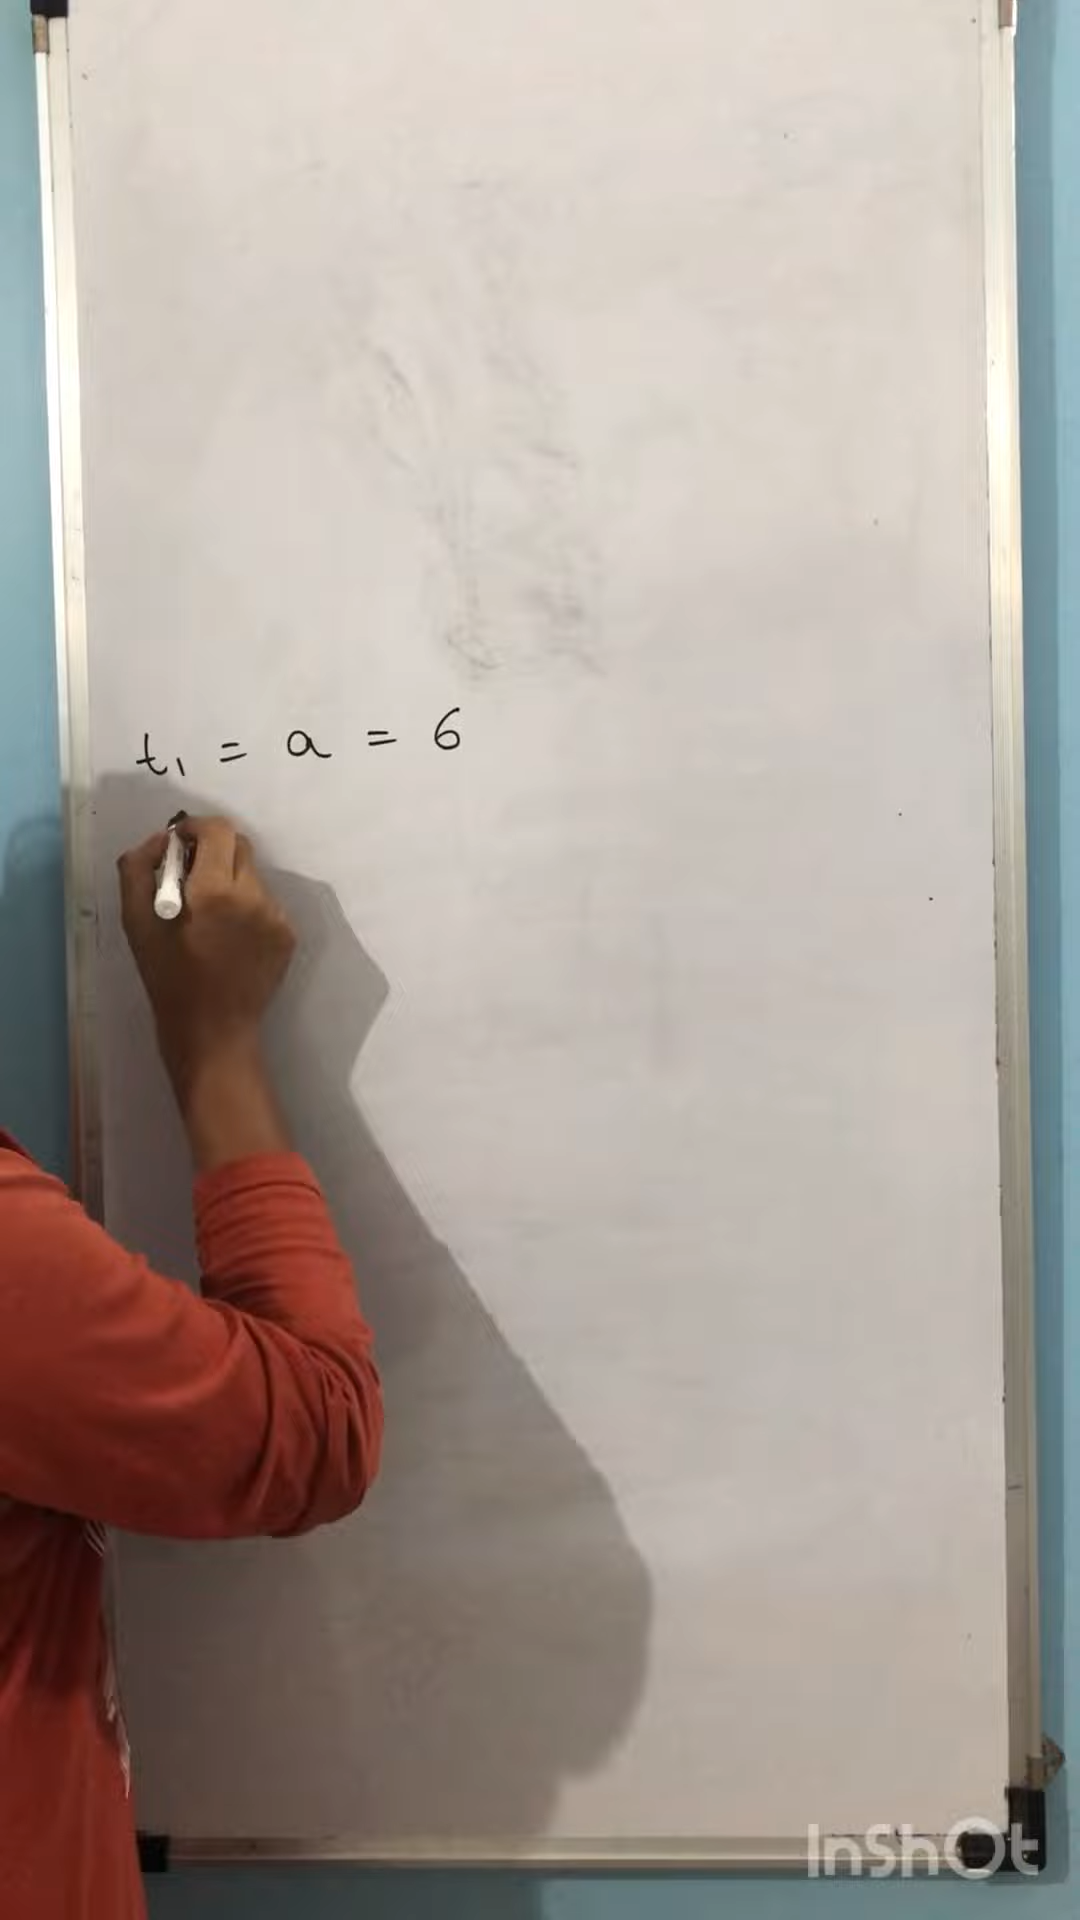 t₁ = a = 6
InShOt